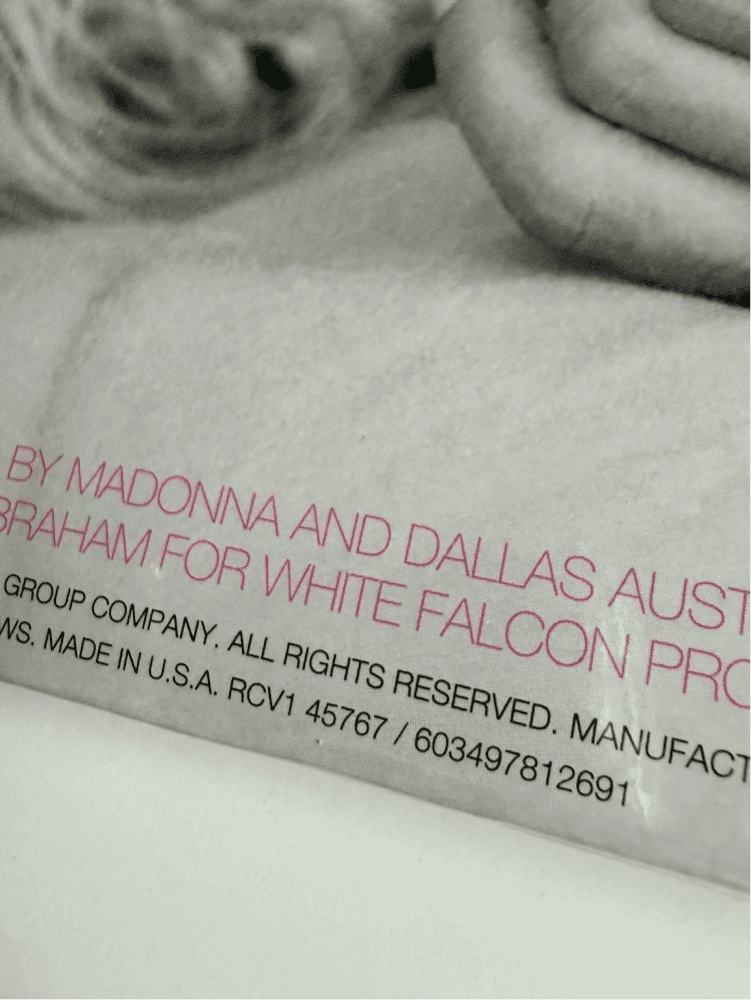 BY MADONNA AND DALLAS AUST
BRAHAM FOR WHITE FALCON PRO
GROUP COMPANY. ALL RIGHTS RESERVED. MANUFACT
WS. MADE IN U.S.A. RCV1 45767 / 603497812691